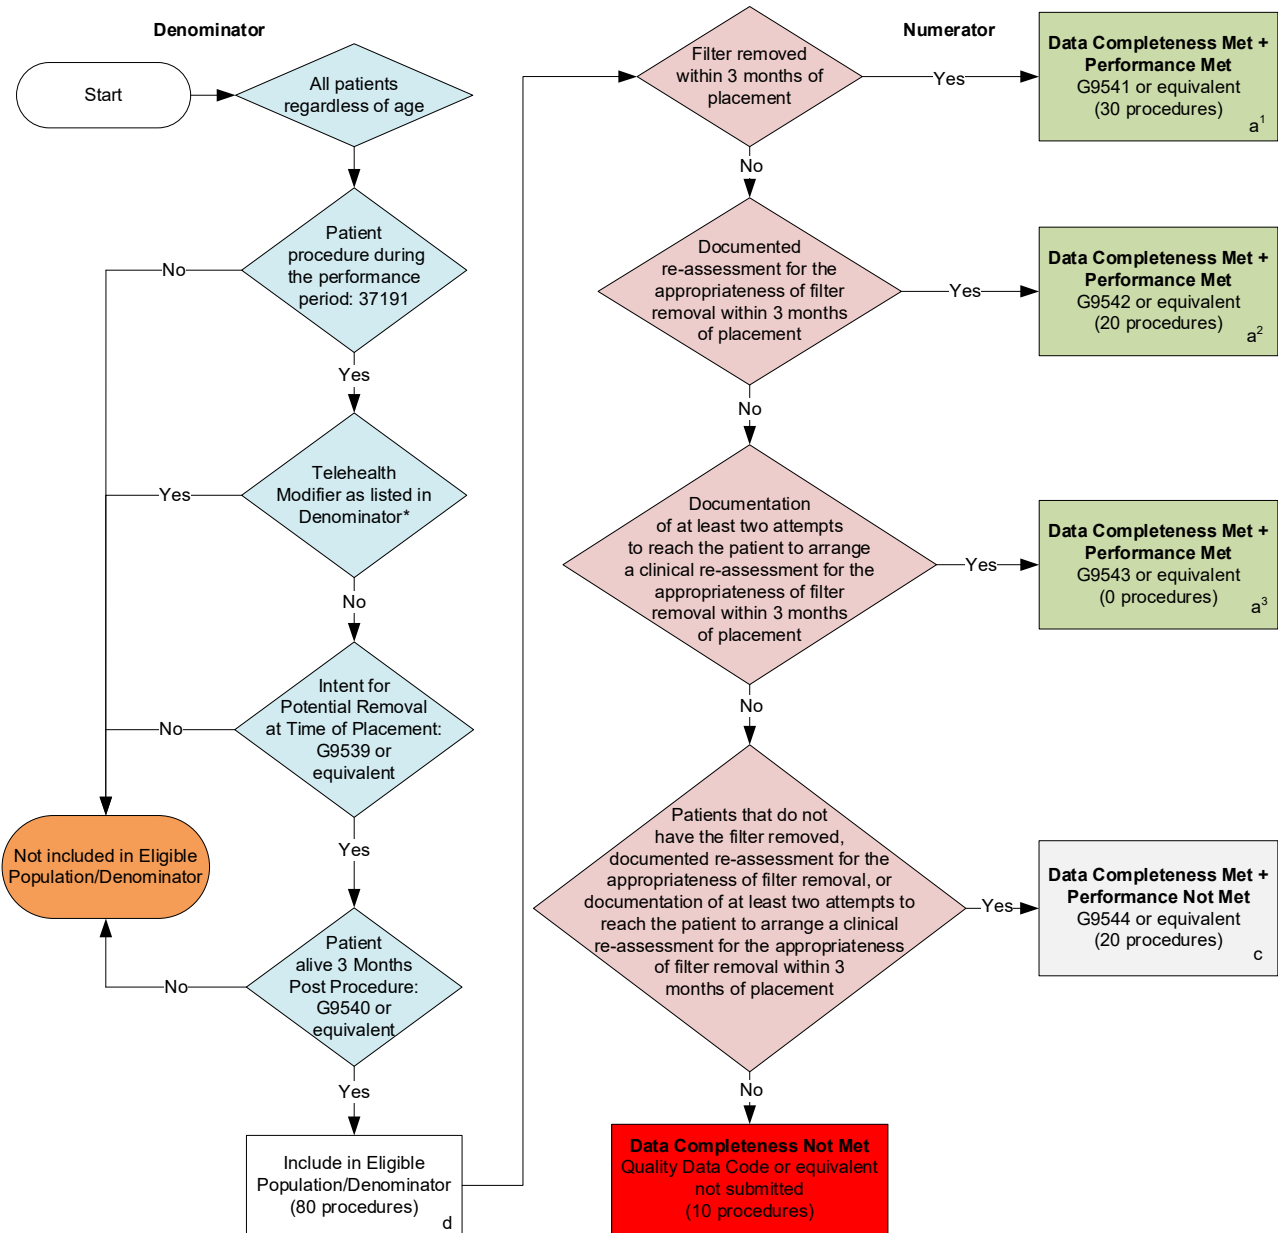 Denominator
Start
All patients
regardless of age
Patient
procedure during
the performance
period: 37191
No
Yes
Telehealth
Modifier as listed in
Denominator*
Yes
No
Intent for
Potential Removal
at Time of Placement:
G9539 or
equivalent
No
Yes
Not included in Eligible
Population/Denominator
Patient
alive 3 Months
Post Procedure:
G9540 or
equivalent
No
Yes
Include in Eligible
Population/Denominator
(80 procedures)
d
Numerator
Filter removed
within 3 months of
placement
Yes
Data Completeness Met +
Performance Met
G9541 or equivalent
(30 procedures)
a1
No
Documented
re-assessment for the
appropriateness of filter
removal within 3 months
of placement
Yes
Data Completeness Met +
Performance Met
G9542 or equivalent
(20 procedures)
a2
No
Documentation
of at least two attempts
to reach the patient to arrange
a clinical re-assessment for the
appropriateness of filter
removal within 3 months
of placement
Yes
Data Completeness Met +
Performance Met
G9543 or equivalent
(0 procedures)
a3
No
Patients that do not
have the filter removed,
documented re-assessment for the
appropriateness of filter removal, or
documentation of at least two attempts to
reach the patient to arrange a clinical
re-assessment for the appropriateness
of filter removal within 3
months of placement
Yes
Data Completeness Met +
Performance Not Met
G9544 or equivalent
(20 procedures)
c
No
Data Completeness Not Met
Quality Data Code or equivalent
not submitted
(10 procedures)